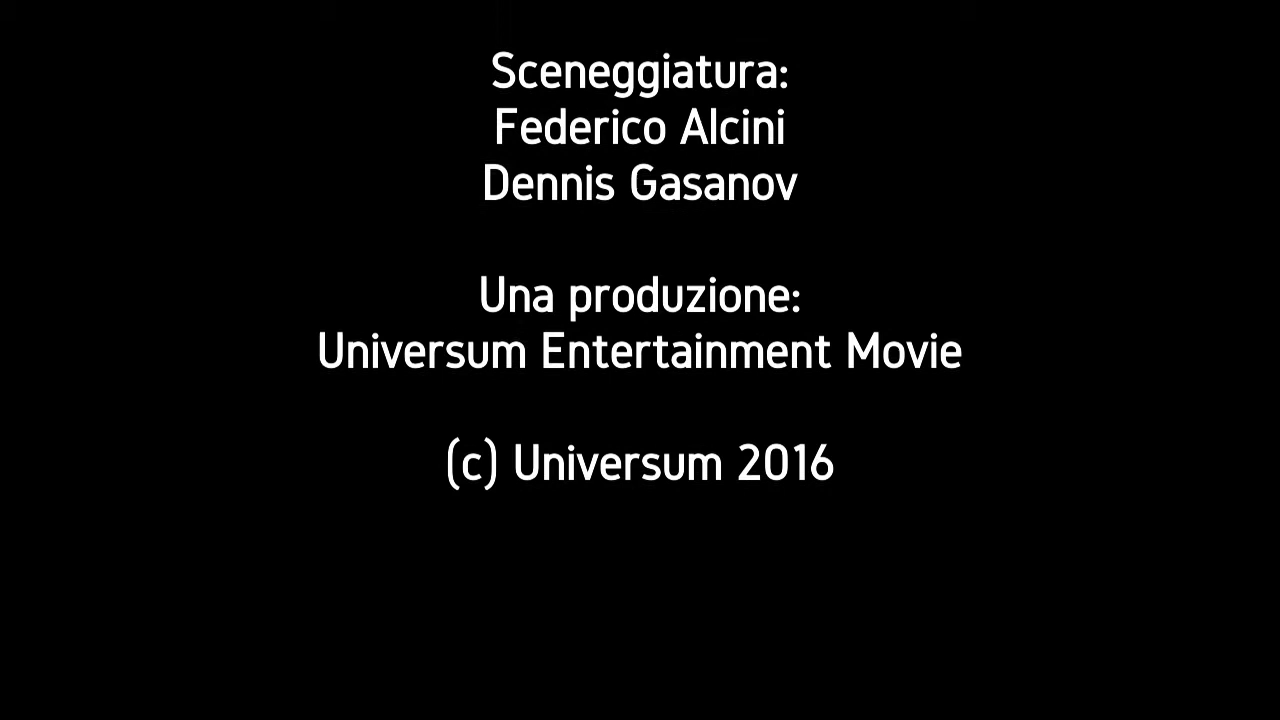 Sceneggiatura:
Federico Alcini
Dennis Gasanov
Una produzione:
Universum Entertainment Movie
(c) Universum 2016